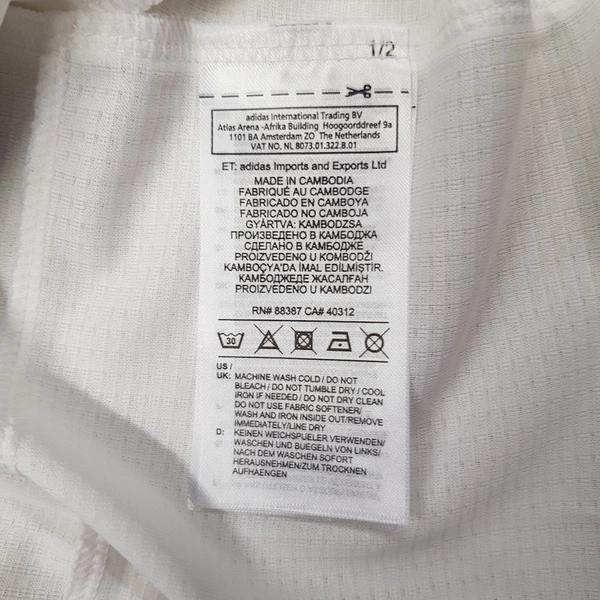 1/2
adidas International Trading BV
Atlas Arena -Afrika Building Hoogoorddreef 9a
1101 BA Amsterdam ZO The Netherlands
VAT NO. NL 8073.01.322.B.01
ET: adidas Imports and Exports Ltd
MADE IN CAMBODIA
FABRIQUÉ AU CAMBODGE
FABRICADO EN CAMBOYA
FABRICADO NO CAMBOJA
GYÁRTVA: KAMBODZSA
ПРОИЗВЕДЕНО В КАМБОДЖА
СДЕЛАНО В КАМБОДЖЕ
PROIZVEDENO U KOMBODŽI
KAMBOÇYA'DA İMAL EDİLMİŞTİR.
КАМБОДЖЕДЕ ЖАСАЛҒАН
PROIZVEDENO U KAMBODZI
RN# 88387 CA# 40312
30
US /
UK: MACHINE WASH COLD / DO NOT
BLEACH / DO NOT TUMBLE DRY / COOL
IRON IF NEEDED / DO NOT DRY CLEAN
DO NOT USE FABRIC SOFTENER/
WASH AND IRON INSIDE OUT/REMOVE
IMMEDIATELY/LINE DRY
D: KEINEN WEICHSPUELER VERWENDEN/
WASCHEN UND BUEGELN VON LINKS/
NACH DEM WASCHEN SOFORT
HERAUSNEHMEN/ZUM TROCKNEN
AUFHAENGEN